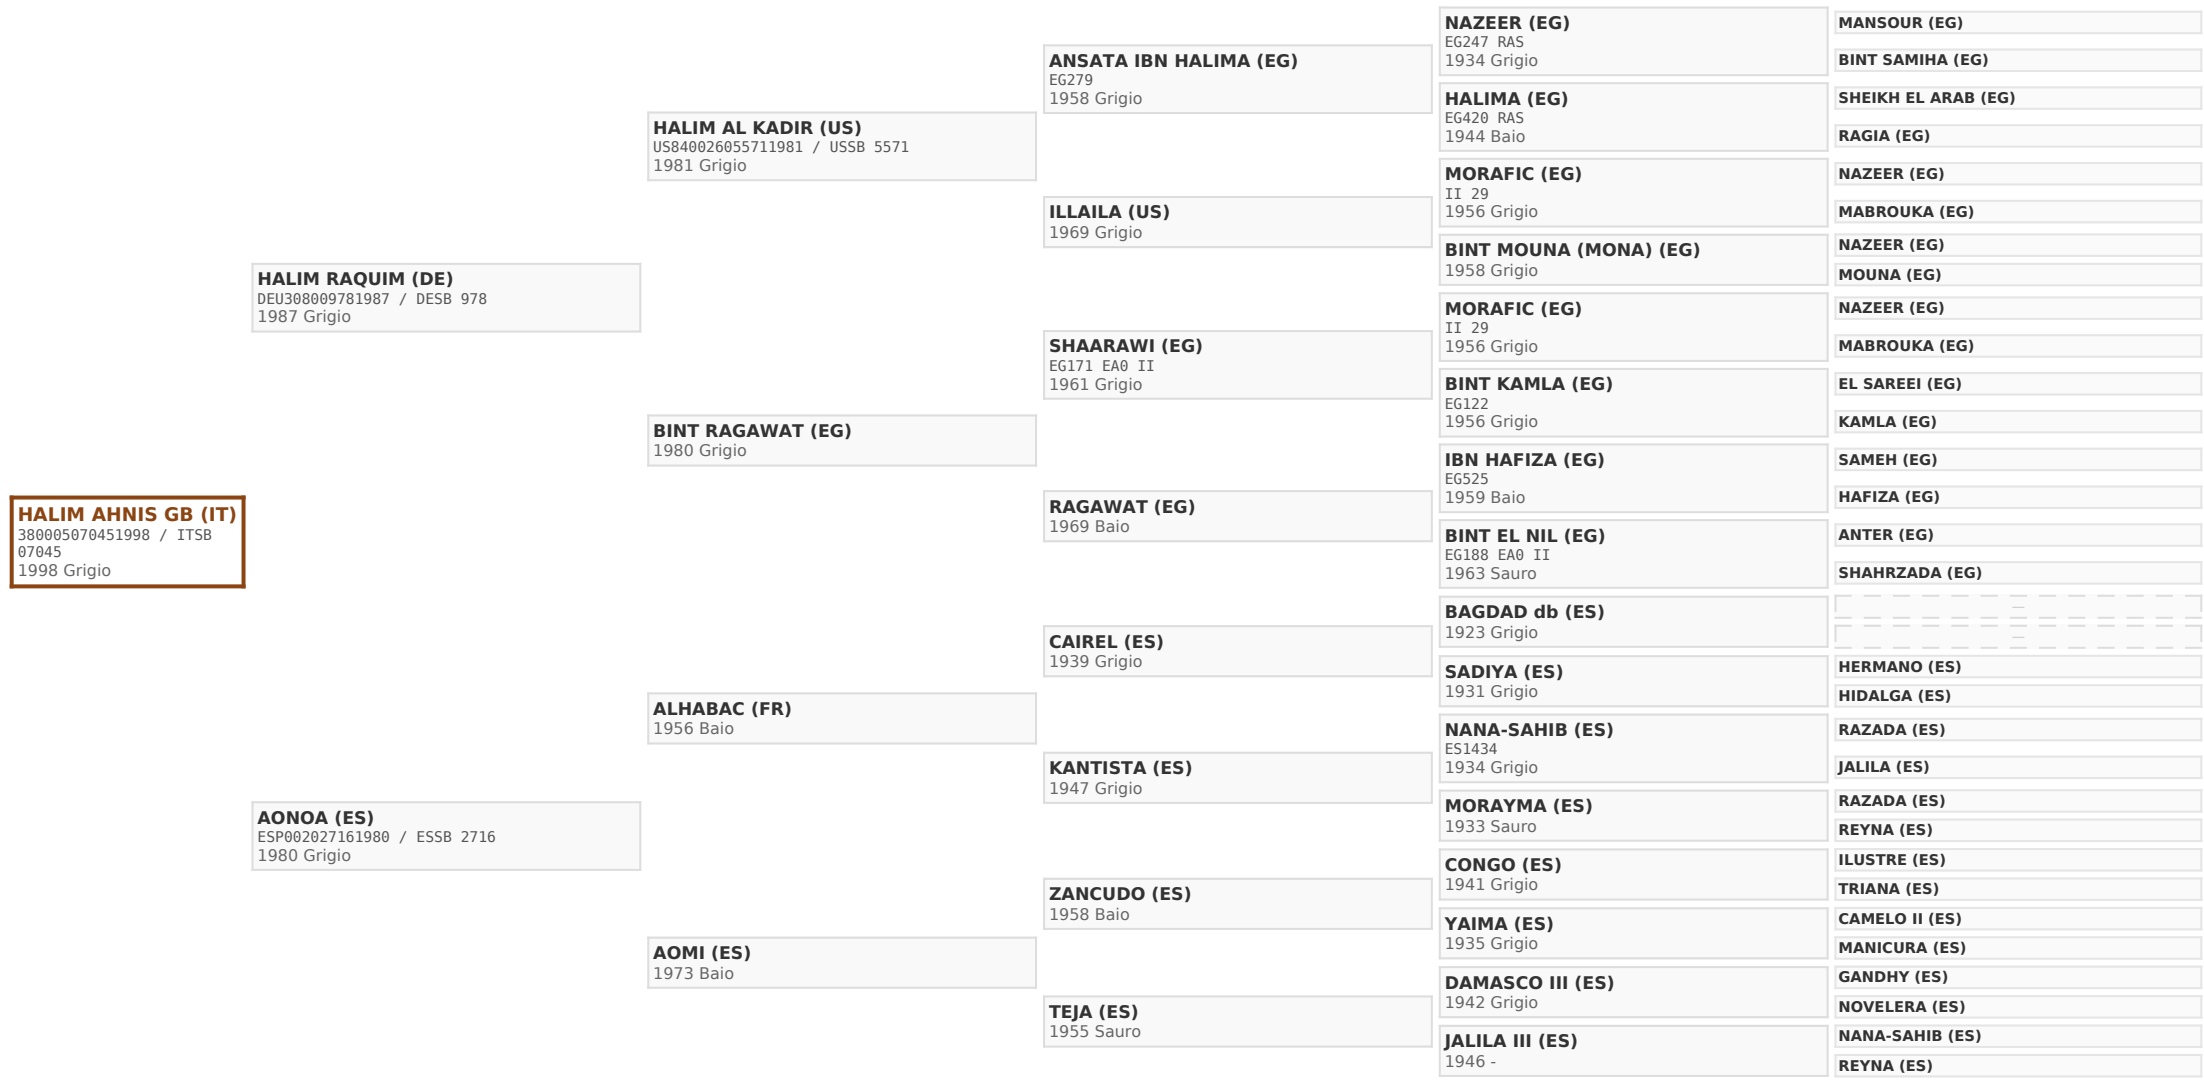 HALIM AHNIS GB (IT)
380005070451998 / ITSB
07045
1998 Grigio
HALIM RAQUIM (DE)
DEU308009781987 / DESB 978
1987 Grigio
AONOA (ES)
ESP002027161980 / ESSB 2716
1980 Grigio
HALIM AL KADIR (US)
US840026055711981 / USSB 5571
1981 Grigio
BINT RAGAWAT (EG)
1980 Grigio
ALHABAC (FR)
1956 Baio
AOMI (ES)
1973 Baio
ANSATA IBN HALIMA (EG)
EG279
1958 Grigio
ILLAILA (US)
1969 Grigio
SHAARAWI (EG)
EG171 EAO II
1961 Grigio
RAGAWAT (EG)
1969 Baio
CAIREL (ES)
1939 Grigio
KANTISTA (ES)
1947 Grigio
ZANCUDO (ES)
1958 Baio
TEJA (ES)
1955 Sauro
NAZEER (EG)
EG247 RAS
1934 Grigio
HALIMA (EG)
EG420 RAS
1944 Baio
MORAFIC (EG)
II 29
1956 Grigio
BINT MOUNA (MONA) (EG)
1958 Grigio
MORAFIC (EG)
II 29
1956 Grigio
BINT KAMLA (EG)
EG122
1956 Grigio
IBN HAFIZA (EG)
EG525
1959 Baio
BINT EL NIL (EG)
EG188 EAO II
1963 Sauro
BAGDAD db (ES)
1923 Grigio
SADIYA (ES)
1931 Grigio
NANA-SAHIB (ES)
ES1434
1934 Grigio
MORAYMA (ES)
1933 Sauro
CONGO (ES)
1941 Grigio
YAIMA (ES)
1935 Grigio
DAMASCO III (ES)
1942 Grigio
JALILA III (ES)
1946 -
MANSOUR (EG)
BINT SAMIHA (EG)
SHEIKH EL ARAB (EG)
RAGIA (EG)
NAZEER (EG)
MABROUKA (EG)
NAZEER (EG)
MOUNA (EG)
NAZEER (EG)
MABROUKA (EG)
EL SAREEI (EG)
KAMLA (EG)
SAMEH (EG)
HAFIZA (EG)
ANTER (EG)
SHAHRZADA (EG)
—
—
HERMANO (ES)
HIDALGA (ES)
RAZADA (ES)
JALILA (ES)
RAZADA (ES)
REYNA (ES)
ILUSTRE (ES)
TRIANA (ES)
CAMELO II (ES)
MANICURA (ES)
GANDHY (ES)
NOVELERA (ES)
NANA-SAHIB (ES)
REYNA (ES)